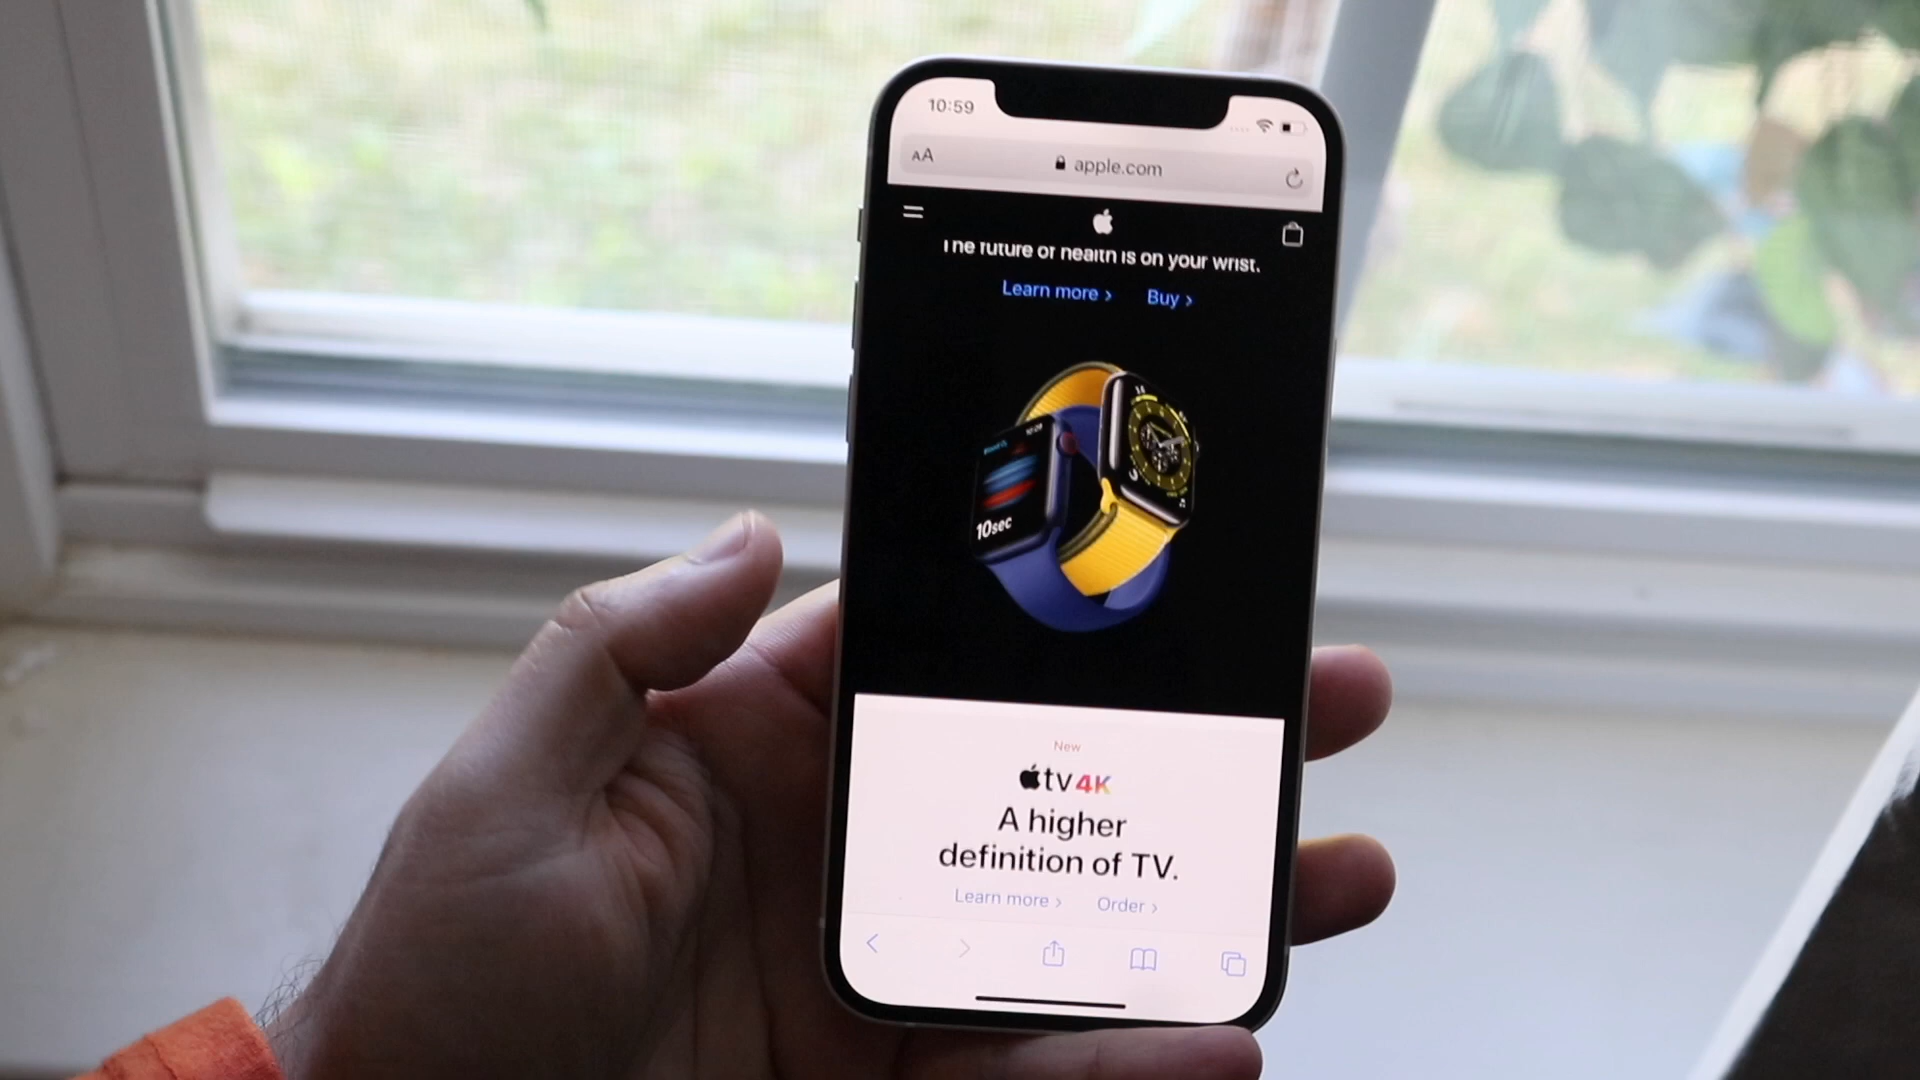 10:59
AA
apple.com
The future of health is on your wrist.
Learn more >
Buy >
10sec
New
tv 4K
A higher
definition of TV.
Learn more >
Order >